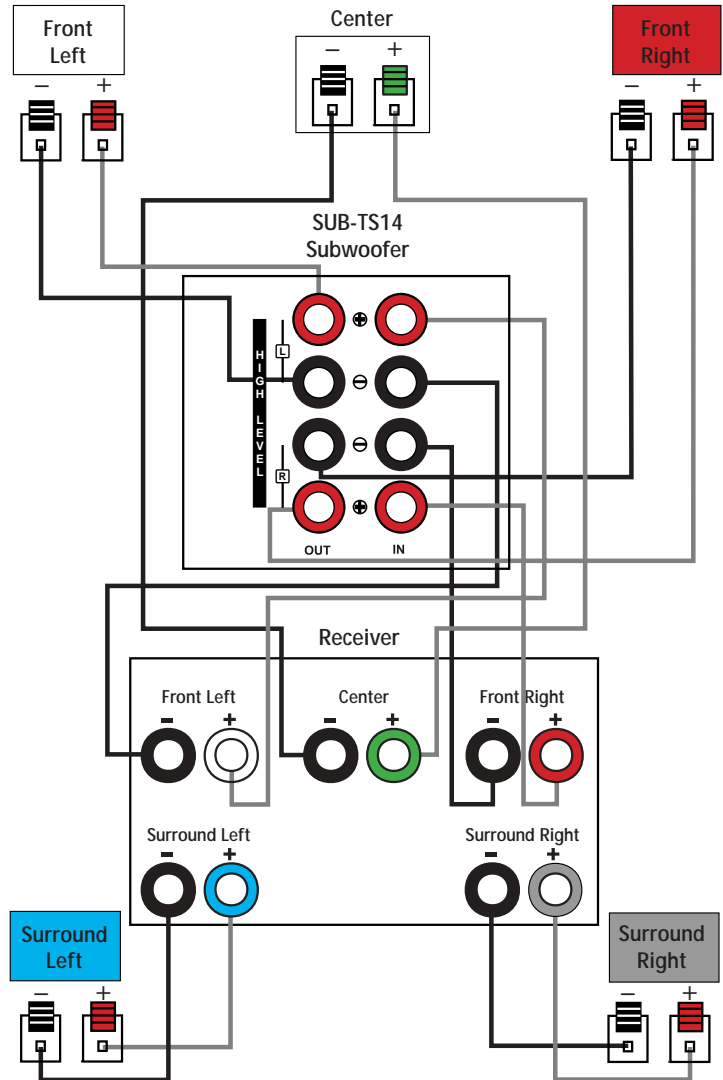 Front
Left
Center
Front
Right
− +
− +
− +
SUB-TS14
Subwoofer
HIGH LEVEL
L
R
+
−
−
+
OUT IN
Receiver
Front Left
Center
Front Right
- +
- +
- +
Surround Left
Surround Right
- +
- +
Surround
Left
Surround
Right
− +
− +